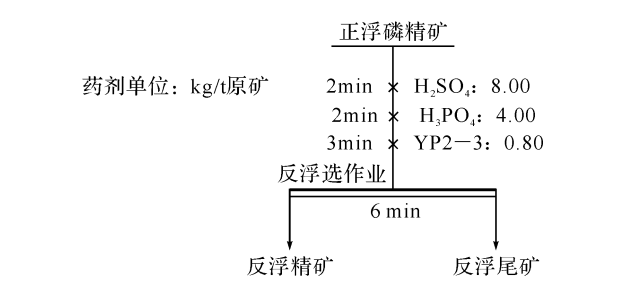 正浮磷精矿
药剂单位：kg/t原矿
2min H₂SO₄：8.00
2min H₃PO₄：4.00
3min YP2－3：0.80
反浮选作业
6 min
反浮精矿 反浮尾矿